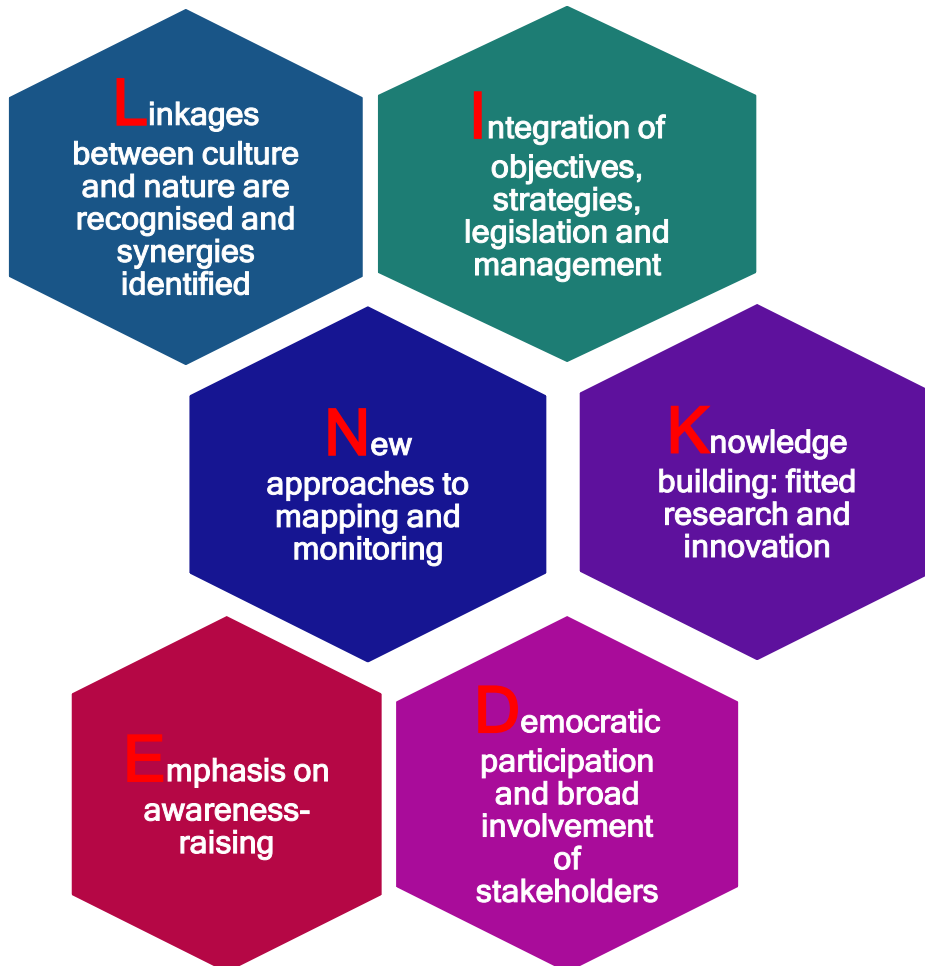 Linkages
between culture
and nature are
recognised and
synergies
identified
Integration of
objectives,
strategies,
legislation and
management
New
approaches to
mapping and
monitoring
Knowledge
building: fitted
research and
innovation
Emphasis on
awareness-
raising
Democratic
participation
and broad
involvement
of
stakeholders